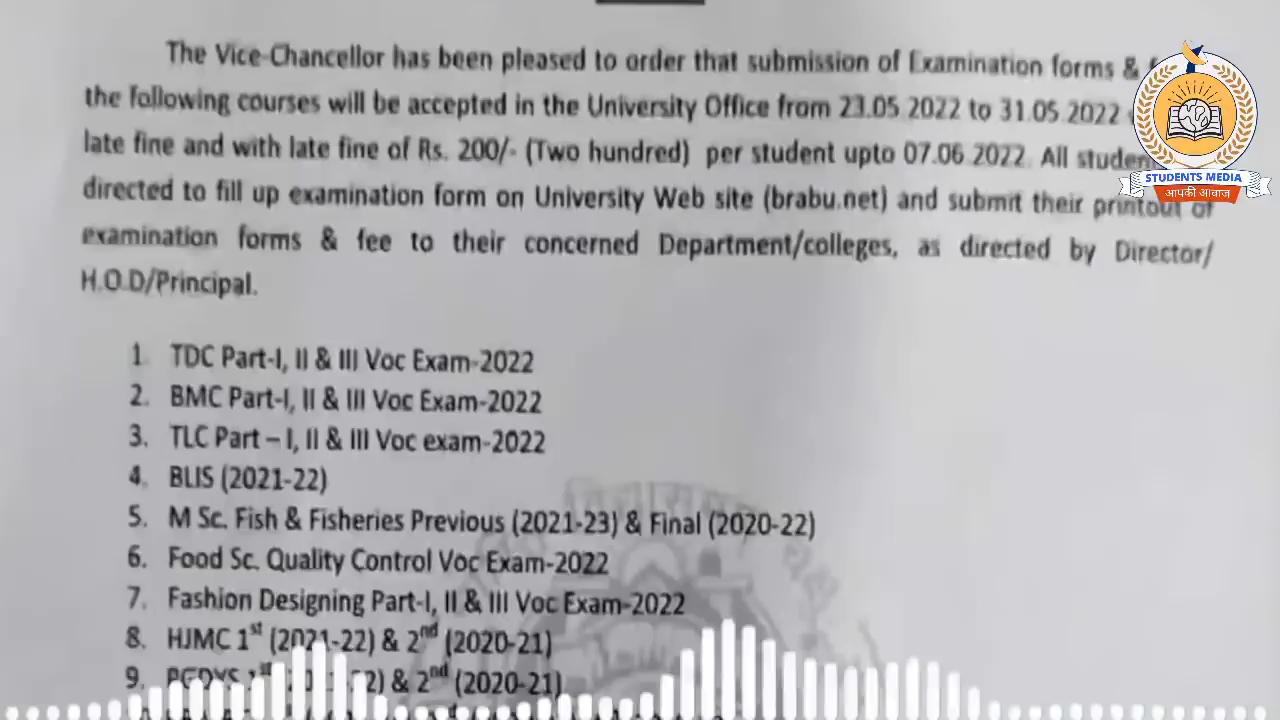 The Vice-Chancellor has been pleased to order that submission of Examination forms &
the following courses will be accepted in the University Office from 23.05.2022 to 31.05.2022
late fine and with late fine of Rs. 200/- (Two hundred) per student upto 07.06.2022. All
directed to fill up examination form on University Web site (brabu.net) and submit their printout of
examination forms & fee to their concerned Department/colleges, as directed by Director/
H.O.D/Principal.
1. TDC Part-I, II & III Voc Exam-2022
2. BMC Part-I, II & III Voc Exam-2022
3. TLC Part – I, II & III Voc exam-2022
4. BLIS (2021-22)
5. M Sc. Fish & Fisheries Previous (2021-23) & Final (2020-22)
6. Food Sc. Quality Control Voc Exam-2022
7. Fashion Designing Part-I, II & III Voc Exam-2022
8. HJMC 1st (2021-22) & 2nd (2020-21)
9. & 2nd (2020-21)
STUDENTS MEDIA
आपकी आवाज